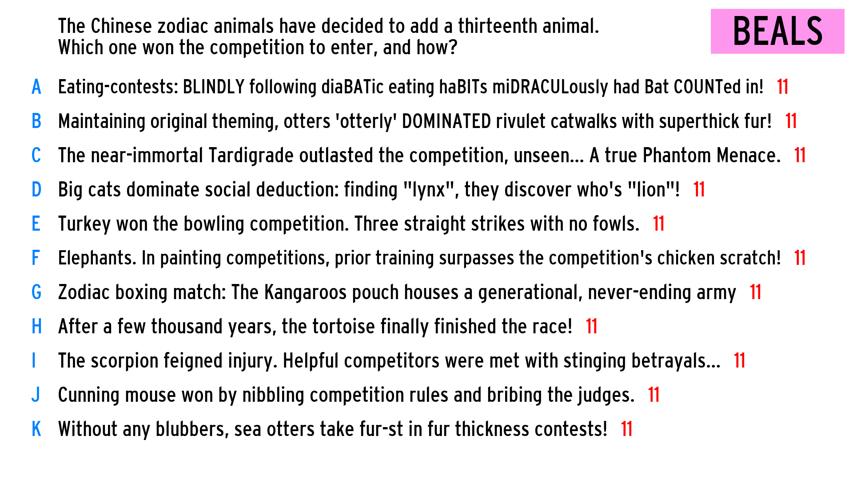 The Chinese zodiac animals have decided to add a thirteenth animal.
Which one won the competition to enter, and how?
BEALS
A Eating-contests: BLINDLY following diaBATic eating haBITs miDRACULously had Bat COUNTed in! 11
B Maintaining original theming, otters 'otterly' DOMINATED rivulet catwalks with superthick fur! 11
C The near-immortal Tardigrade outlasted the competition, unseen... A true Phantom Menace. 11
D Big cats dominate social deduction: finding "lynx", they discover who's "lion"! 11
E Turkey won the bowling competition. Three straight strikes with no fowls. 11
F Elephants. In painting competitions, prior training surpasses the competition's chicken scratch! 11
G Zodiac boxing match: The Kangaroos pouch houses a generational, never-ending army 11
H After a few thousand years, the tortoise finally finished the race! 11
I The scorpion feigned injury. Helpful competitors were met with stinging betrayals... 11
J Cunning mouse won by nibbling competition rules and bribing the judges. 11
K Without any blubbers, sea otters take fur-st in fur thickness contests! 11